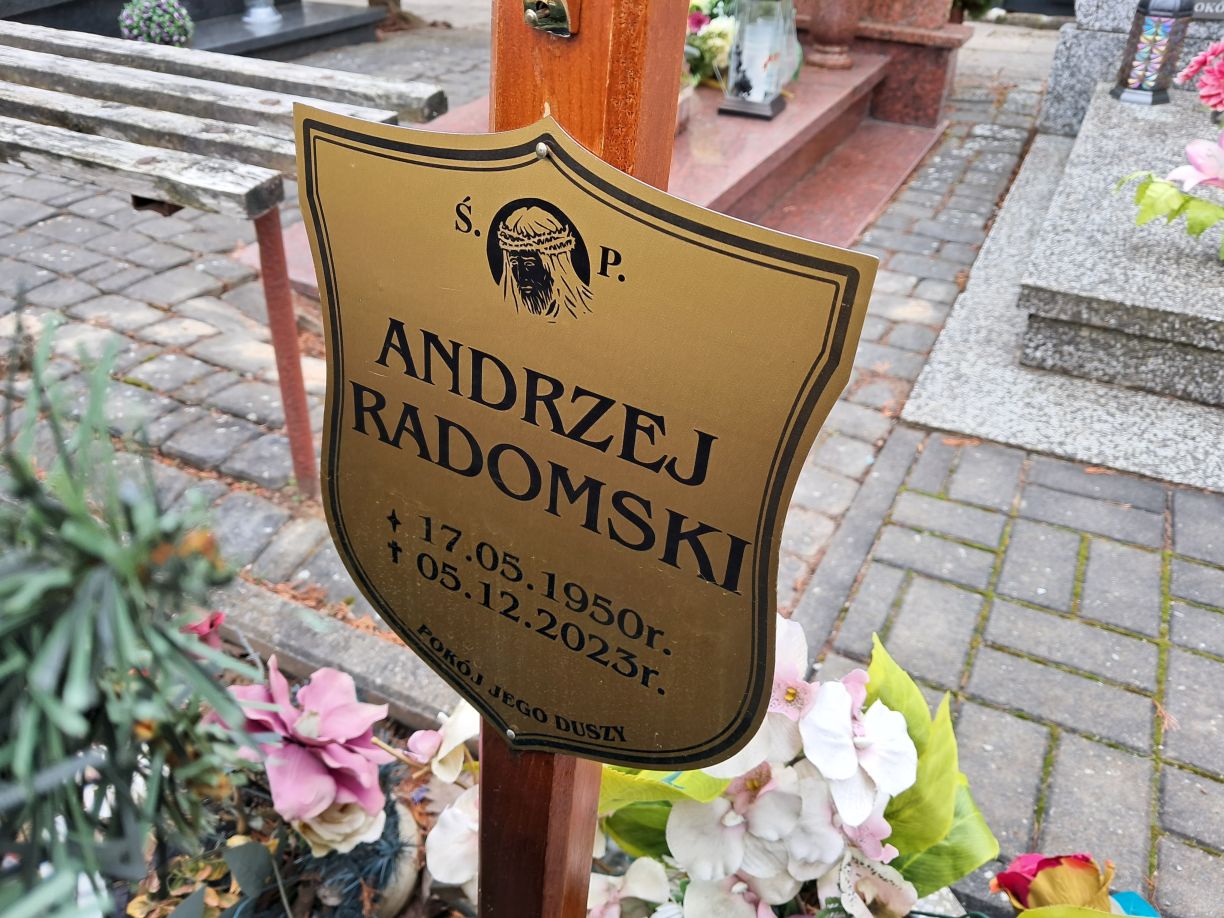 Ś. P.
ANDRZEJ
RADOMSKI
17.05.1950r.
✝ 05.12.2023r.
POKÓJ JEGO DUSZY